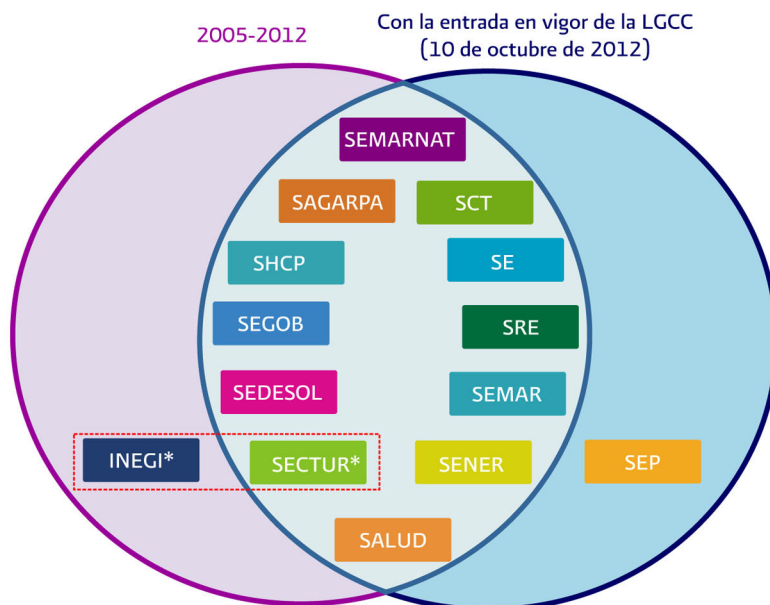 2005-2012
Con la entrada en vigor de la LGCC
(10 de octubre de 2012)
SEMARNAT
SAGARPA
SCT
SHCP
SE
SEGOB
SRE
SEDESOL
SEMAR
INEGI*
SECTUR*
SENER
SEP
SALUD